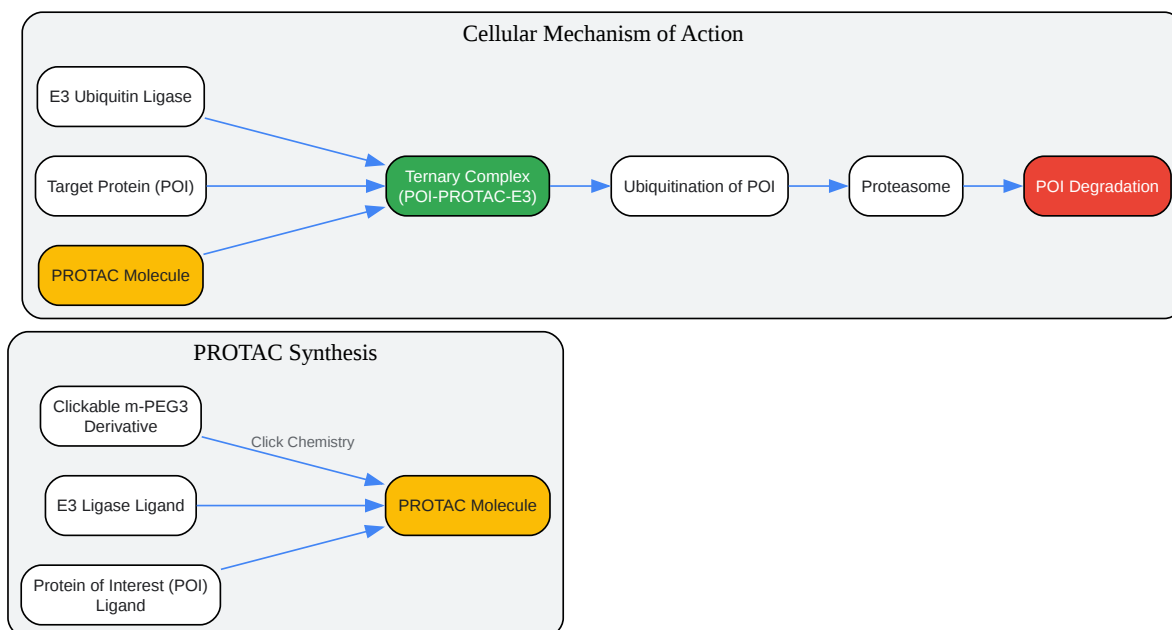 Cellular Mechanism of Action
E3 Ubiquitin Ligase
Target Protein (POI)
PROTAC Molecule
Ternary Complex
(POI-PROTAC-E3)
Ubiquitination of POI
Proteasome
POI Degradation
PROTAC Synthesis
Clickable m-PEG3
Derivative
Click Chemistry
E3 Ligase Ligand
Protein of Interest (POI)
Ligand
PROTAC Molecule